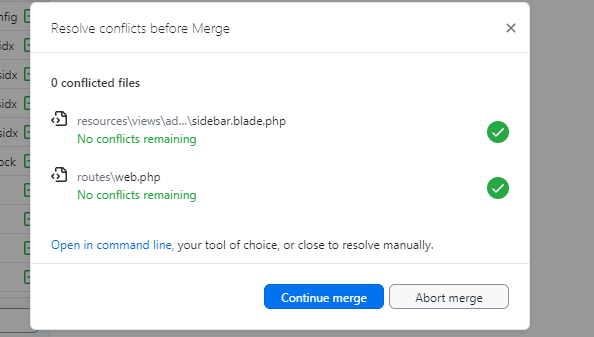 nfig
Resolve conflicts before Merge
sidx
0 conflicted files
sidx
resources\views\ad...\sidebar.blade.php
sidx
No conflicts remaining
ock
routes\web.php
No conflicts remaining
Open in command line, your tool of choice, or close to resolve manually.
Continue merge
Abort merge